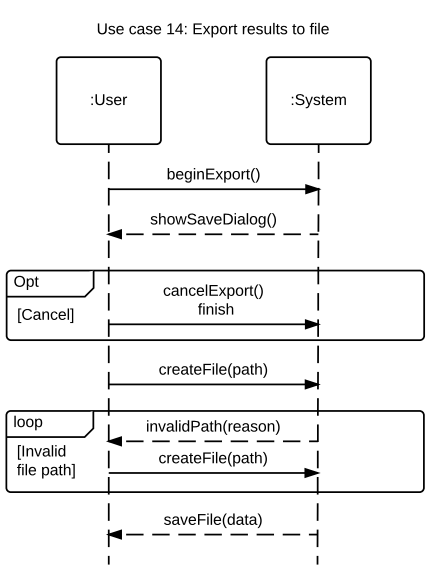 Use case 14: Export results to file
:User
:System
beginExport()
showSaveDialog()
Opt
[Cancel]
cancelExport()
finish
createFile(path)
loop
[Invalid
file path]
invalidPath(reason)
createFile(path)
saveFile(data)